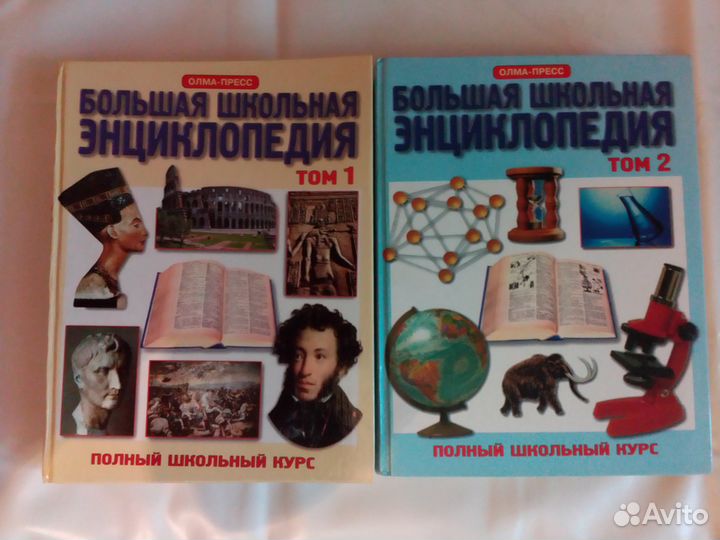 ОЛМА-ПРЕСС
БОЛЬШАЯ ШКОЛЬНАЯ
ЭНЦИКЛОПЕДИЯ
ТОМ 1
ПОЛНЫЙ ШКОЛЬНЫЙ КУРС
ОЛМА-ПРЕСС
БОЛЬШАЯ ШКОЛЬНАЯ
ЭНЦИКЛОПЕДИЯ
ТОМ 2
ПОЛНЫЙ ШКОЛЬНЫЙ КУРС
Avito